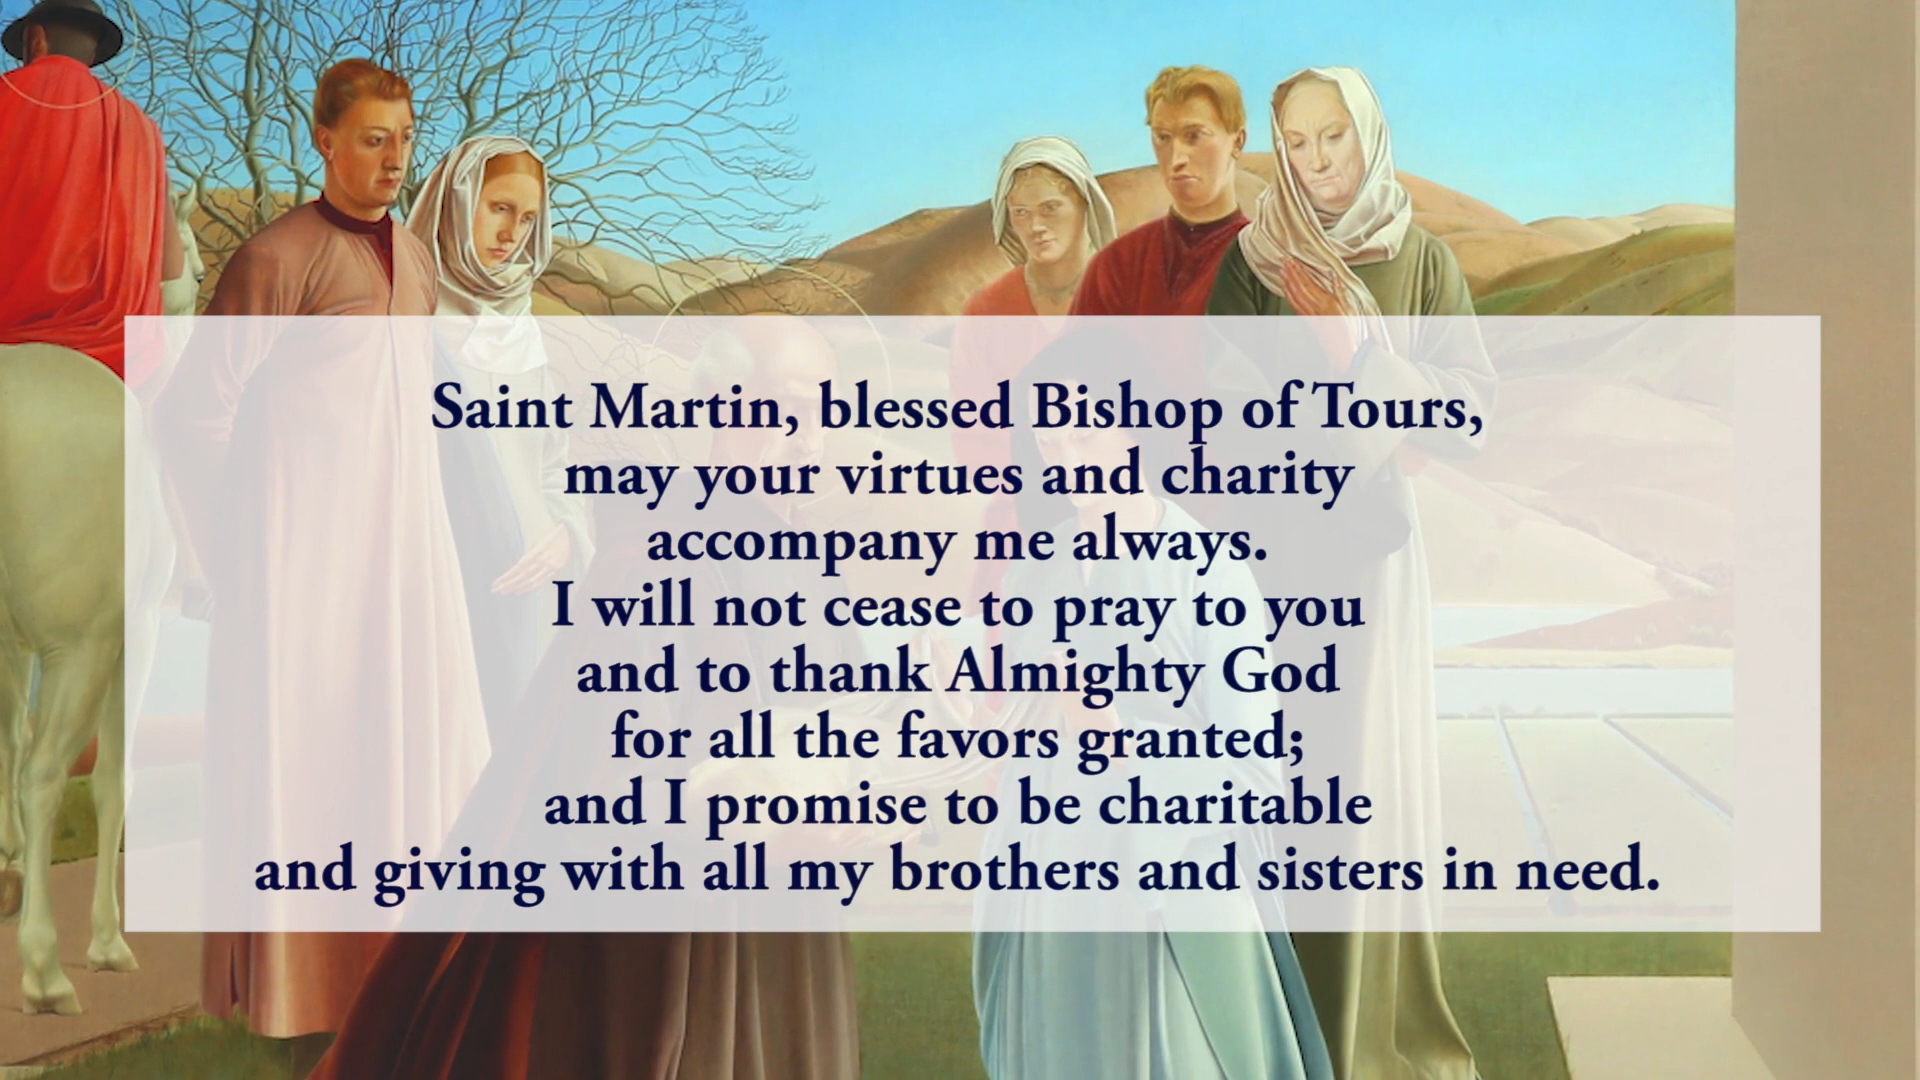 Saint Martin, blessed Bishop of Tours,
may your virtues and charity
accompany me always.
I will not cease to pray to you
and to thank Almighty God
for all the favors granted;
and I promise to be charitable
and giving with all my brothers and sisters in need.